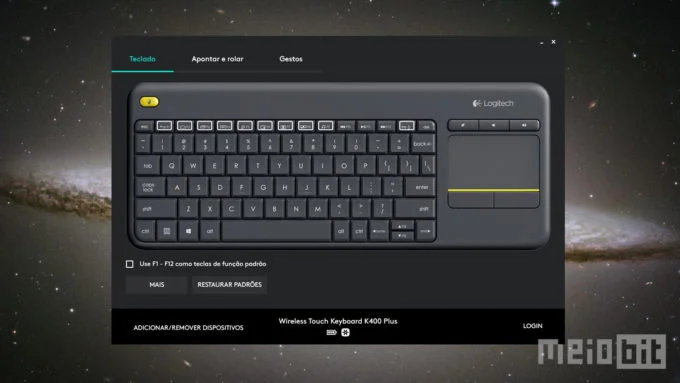 Teclado Apontar e rolar Gestos
Logitech
esc
back
tab Q W E R T Y U I O P
caps lock A S D F G H J K L enter
shift Z X C V B N M shift
ctrl alt alt ctrl
Use F1 - F12 como teclas de função padrão
MAIS RESTAURAR PADRÕES
Wireless Touch Keyboard K400 Plus
ADICIONAR/REMOVER DISPOSITIVOS LOGIN
meiobit